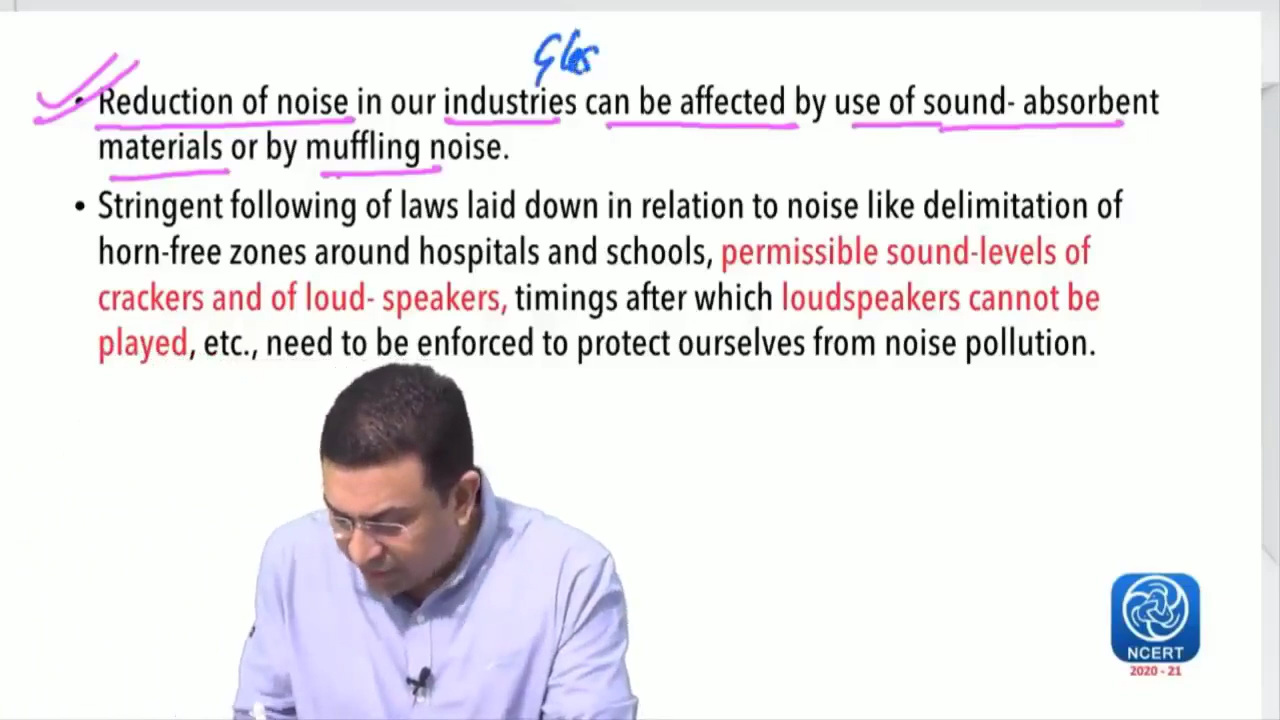 • Reduction of noise in our industries can be affected by use of sound- absorbent
materials or by muffling noise.
• Stringent following of laws laid down in relation to noise like delimitation of
horn-free zones around hospitals and schools, permissible sound-levels of
crackers and of loud- speakers, timings after which loudspeakers cannot be
played, etc., need to be enforced to protect ourselves from noise pollution.
NCERT
2020 - 21